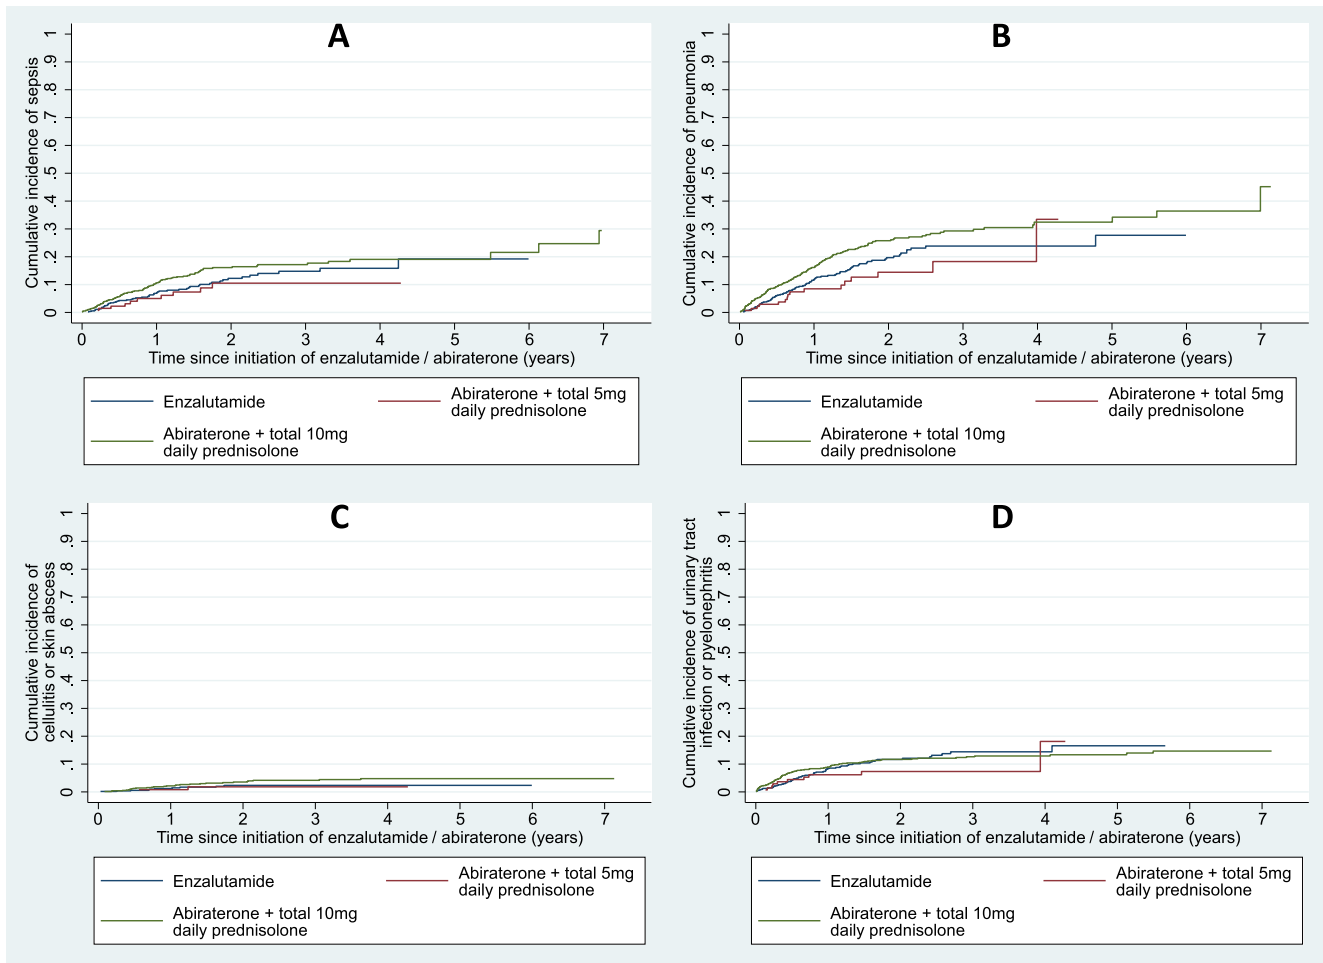 A
Cumulative incidence of sepsis
1
.9
.8
.7
.6
.5
.4
.3
.2
.1
0
0 1 2 3 4 5 6 7
Time since initiation of enzalutamide / abiraterone (years)
Enzalutamide
Abiraterone + total 5mg
daily prednisolone
Abiraterone + total 10mg
daily prednisolone
B
Cumulative incidence of pneumonia
1
.9
.8
.7
.6
.5
.4
.3
.2
.1
0
0 1 2 3 4 5 6 7
Time since initiation of enzalutamide / abiraterone (years)
Enzalutamide
Abiraterone + total 5mg
daily prednisolone
Abiraterone + total 10mg
daily prednisolone
C
Cumulative incidence of
cellulitis or skin abscess
1
.9
.8
.7
.6
.5
.4
.3
.2
.1
0
0 1 2 3 4 5 6 7
Time since initiation of enzalutamide / abiraterone (years)
Enzalutamide
Abiraterone + total 5mg
daily prednisolone
Abiraterone + total 10mg
daily prednisolone
D
Cumulative incidence of urinary tract
infection or pyelonephritis
1
.9
.8
.7
.6
.5
.4
.3
.2
.1
0
0 1 2 3 4 5 6 7
Time since initiation of enzalutamide / abiraterone (years)
Enzalutamide
Abiraterone + total 5mg
daily prednisolone
Abiraterone + total 10mg
daily prednisolone